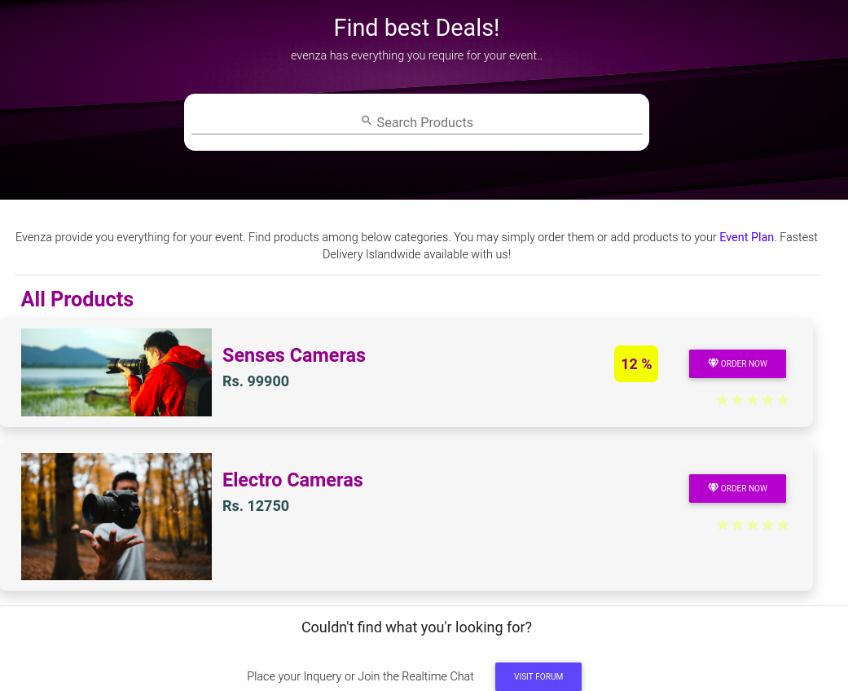 Find best Deals!
evenza has everything you require for your event..
Search Products
Evenza provide you everything for your event. Find products among below categories. You may simply order them or add products to your Event Plan. Fastest
Delivery Islandwide available with us!
All Products
Senses Cameras
Rs. 99900
12 %
ORDER NOW
Electro Cameras
Rs. 12750
ORDER NOW
Couldn't find what you'r looking for?
Place your Inquery or Join the Realtime Chat
VISIT FORUM